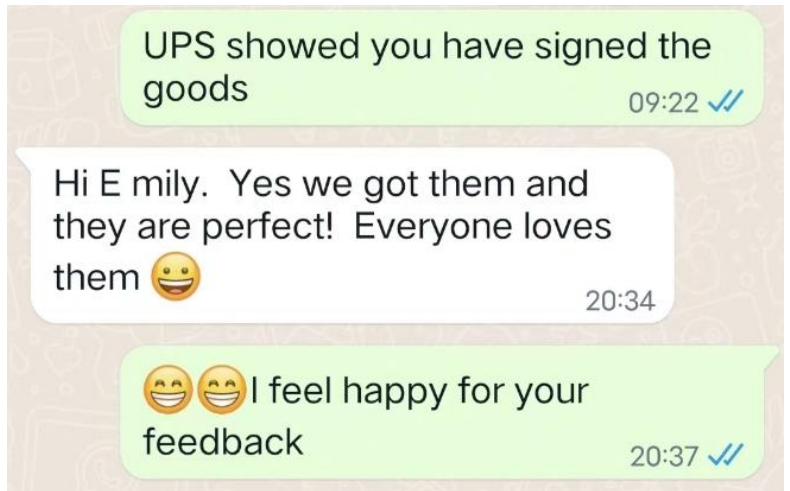 UPS showed you have signed the
goods
09:22
Hi E mily.  Yes we got them and
they are perfect!  Everyone loves
them 😀
20:34
😁😁I feel happy for your
feedback
20:37